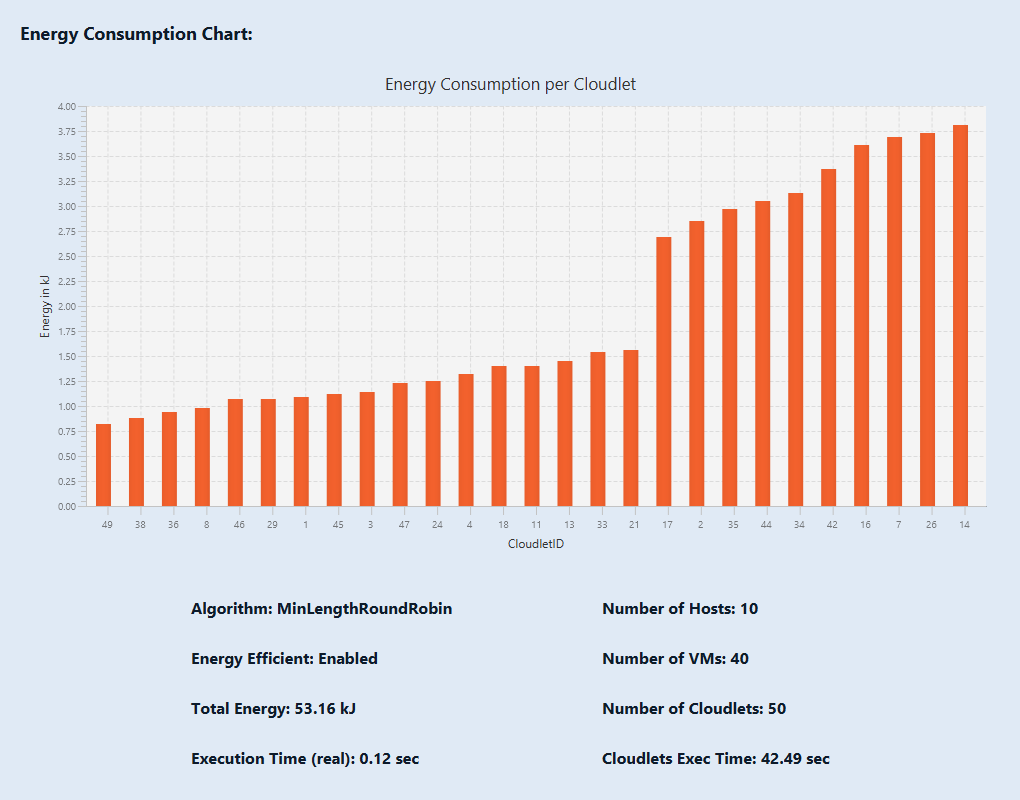 Energy Consumption Chart:
Energy Consumption per Cloudlet
4.00
3.75
3.50
3.25
3.00
2.75
2.50
2.25
2.00
1.75
1.50
1.25
1.00
0.75
0.50
0.25
0.00
Energy in kJ
49 38 36 8 46 29 1 45 3 47 24 4 18 11 13 33 21 17 2 35 44 34 42 16 7 26 14
CloudletID
Algorithm: MinLengthRoundRobin
Number of Hosts: 10
Energy Efficient: Enabled
Number of VMs: 40
Total Energy: 53.16 kJ
Number of Cloudlets: 50
Execution Time (real): 0.12 sec
Cloudlets Exec Time: 42.49 sec